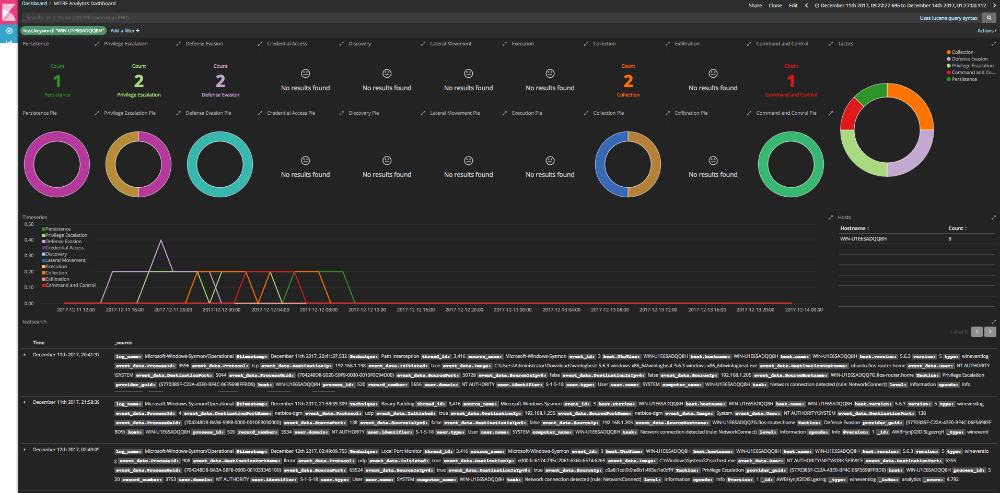 Dashboard / MITRE Analytics Dashboard
Share Clone Edit December 11th 2017, 09:20:27.695 to December 14th 2017, 01:27:00.112
Search... (e.g. status:200 AND extension:PHP)
Uses lucene query syntax
host.keyword: "WIN-U1E6SADQQ8H" Add a filter +
Actions
Persistence Privilege Escalation Defense Evasion Credential Access Discovery Lateral Movement Execution Collection Exfiltration Command and Control Tactics
Count Count Count Count Count
1 2 2 No results found No results found No results found No results found 2 No results found 1
Persistence Privilege Escalation Defense Evasion Collection Command and Control
Collection
Defense Evasion
Privilege Escalation
Command and Co...
Persistence
Persistence Pie Privilege Escalation Pie Defense Evasion Pie Credential Access Pie Discovery Pie Lateral Movement Pie Execution Pie Collection Pie Exfiltration Pie Command and Control Pie
No results found No results found No results found No results found No results found
Timeseries
0.50
0.40
0.30
0.20
0.10
0.00
Persistence
Privilege Escalation
Defense Evasion
Credential Access
Discovery
Lateral Movement
Execution
Collection
Exfiltration
Command and Control
2017-12-11 12:00 2017-12-11 16:00 2017-12-11 20:00 2017-12-12 00:00 2017-12-12 04:00 2017-12-12 08:00 2017-12-12 12:00 2017-12-12 16:00 2017-12-12 20:00 2017-12-13 00:00 2017-12-13 04:00 2017-12-13 08:00 2017-12-13 12:00 2017-12-13 16:00 2017-12-13 20:00 2017-12-14 00:00
Hosts
Hostname Count
WIN-U1E6SADQQ8H 8
teatsearch
1–8 of 8
Time _source
December 11th 2017, 20:41:37
log_name: Microsoft-Windows-Sysmon/Operational @timestamp: December 11th 2017, 20:41:37.532 Technique: Path Interception thread_id: 3,416 source_name: Microsoft-Windows-Sysmon event_id: 3 beat.UtcTime: WIN-U1E6SADQQ8H beat.hostname: WIN-U1E6SADQQ8H beat.name: WIN-U1E6SADQQ8H beat.version: 5.6.3 version: 5 type: wineventlog
event_data.ProcessId: 3596 event_data.Protocol: tcp event_data.DestinationIp: 192.168.1.198 event_data.Initiated: true event_data.Image: C:\Users\Administrator\Downloads\winlogbeat-5.6.3-windows-x86_64\winlogbeat-5.6.3-windows-x86_64\winlogbeat.exe event_data.DestinationHostname: ubuntu.fios-router.home event_data.User: NT AUTHORITY
\SYSTEM event_data.DestinationPort: 5044 event_data.ProcessGuid: {704248D8-5020-59F9-0000-0010F0C94D00} event_data.SourcePort: 50728 event_data.SourceIsIpv6: false event_data.DestinationIsIpv6: false event_data.SourceIp: 192.168.1.205 event_data.SourceHostname: WIN-U1E6SADQQ7G.fios-router.home Tactics: Privilege Escalation
provider_guid: {5770385F-C22A-43E0-BF4C-06F5698FFBD9} host: WIN-U1E6SADQQ8H process_id: 520 record_number: 3656 user.domain: NT AUTHORITY user.identifier: S-1-5-18 user.type: User user.name: SYSTEM computer_name: WIN-U1E6SADQQ8H task: Network connection detected (rule: NetworkConnect) level: Information opcode: Info
December 11th 2017, 21:58:39
log_name: Microsoft-Windows-Sysmon/Operational @timestamp: December 11th 2017, 21:58:39.309 Technique: Binary Padding thread_id: 3,416 source_name: Microsoft-Windows-Sysmon event_id: 3 beat.UtcTime: WIN-U1E6SADQQ8H beat.hostname: WIN-U1E6SADQQ8H beat.name: WIN-U1E6SADQQ8H beat.version: 5.6.3 version: 5 type: wineventlog
event_data.ProcessId: 4 event_data.DestinationPortName: netbios-dgm event_data.Protocol: udp event_data.Initiated: true event_data.DestinationIp: 192.168.1.255 event_data.SourcePortName: netbios-dgm event_data.Image: System event_data.User: NT AUTHORITY\SYSTEM event_data.DestinationPort: 138
event_data.ProcessGuid: {704248D8-BA36-59F8-0000-0010EB030000} event_data.SourcePort: 138 event_data.SourceIsIpv6: false event_data.DestinationIsIpv6: false event_data.SourceIp: 192.168.1.205 event_data.SourceHostname: WIN-U1E6SADQQ7G.fios-router.home Tactics: Defense Evasion provider_guid: {5770385F-C22A-43E0-BF4C-06F5698FF
BD9} host: WIN-U1E6SADQQ8H process_id: 520 record_number: 3534 user.domain: NT AUTHORITY user.identifier: S-1-5-18 user.type: User user.name: SYSTEM computer_name: WIN-U1E6SADQQ8H task: Network connection detected (rule: NetworkConnect) level: Information opcode: Info @version: 1 _id: AWBHynjX2lDISLgezrqH _type: wineventl
December 12th 2017, 02:49:09
log_name: Microsoft-Windows-Sysmon/Operational @timestamp: December 12th 2017, 02:49:09.755 Technique: Local Port Monitor thread_id: 3,416 source_name: Microsoft-Windows-Sysmon event_id: 3 beat.UtcTime: WIN-U1E6SADQQ8H beat.hostname: WIN-U1E6SADQQ8H beat.name: WIN-U1E6SADQQ8H beat.version: 5.6.3 version: 5 type: wineventlo
g event_data.ProcessId: 908 event_data.DestinationPortName: llmnr event_data.Protocol: udp event_data.Initiated: true event_data.DestinationIp: e000:fc:6174:735c:7061:636b:6574:6265 event_data.Image: C:\Windows\System32\svchost.exe event_data.User: NT AUTHORITY\NETWORK SERVICE event_data.DestinationPort: 5355
event_data.ProcessGuid: {704248D8-BA3A-59F8-0000-001033340100} event_data.SourcePort: 65524 event_data.SourceIsIpv6: true event_data.DestinationIsIpv6: true event_data.SourceIp: c0a8:1cd:0:0:e8b1:495e:1e0:ffff Tactics: Privilege Escalation provider_guid: {5770385F-C22A-43E0-BF4C-06F5698FFBD9} host: WIN-U1E6SADQQ8H process_id: 5
20 record_number: 3753 user.domain: NT AUTHORITY user.identifier: S-1-5-18 user.type: User user.name: SYSTEM computer_name: WIN-U1E6SADQQ8H task: Network connection detected (rule: NetworkConnect) level: Information opcode: Info @version: 1 _id: AWBHynjX2lDISLgezrqJ _type: wineventlog _index: analytics _score: 4.792